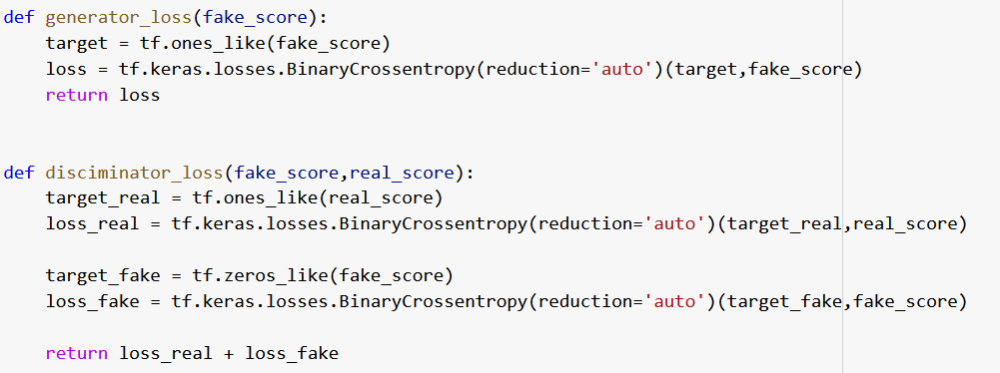 def generator_loss(fake_score):
    target = tf.ones_like(fake_score)
    loss = tf.keras.losses.BinaryCrossentropy(reduction='auto')(target,fake_score)
    return loss
def disciminator_loss(fake_score,real_score):
    target_real = tf.ones_like(real_score)
    loss_real = tf.keras.losses.BinaryCrossentropy(reduction='auto')(target_real,real_score)
    target_fake = tf.zeros_like(fake_score)
    loss_fake = tf.keras.losses.BinaryCrossentropy(reduction='auto')(target_fake,fake_score)
    return loss_real + loss_fake